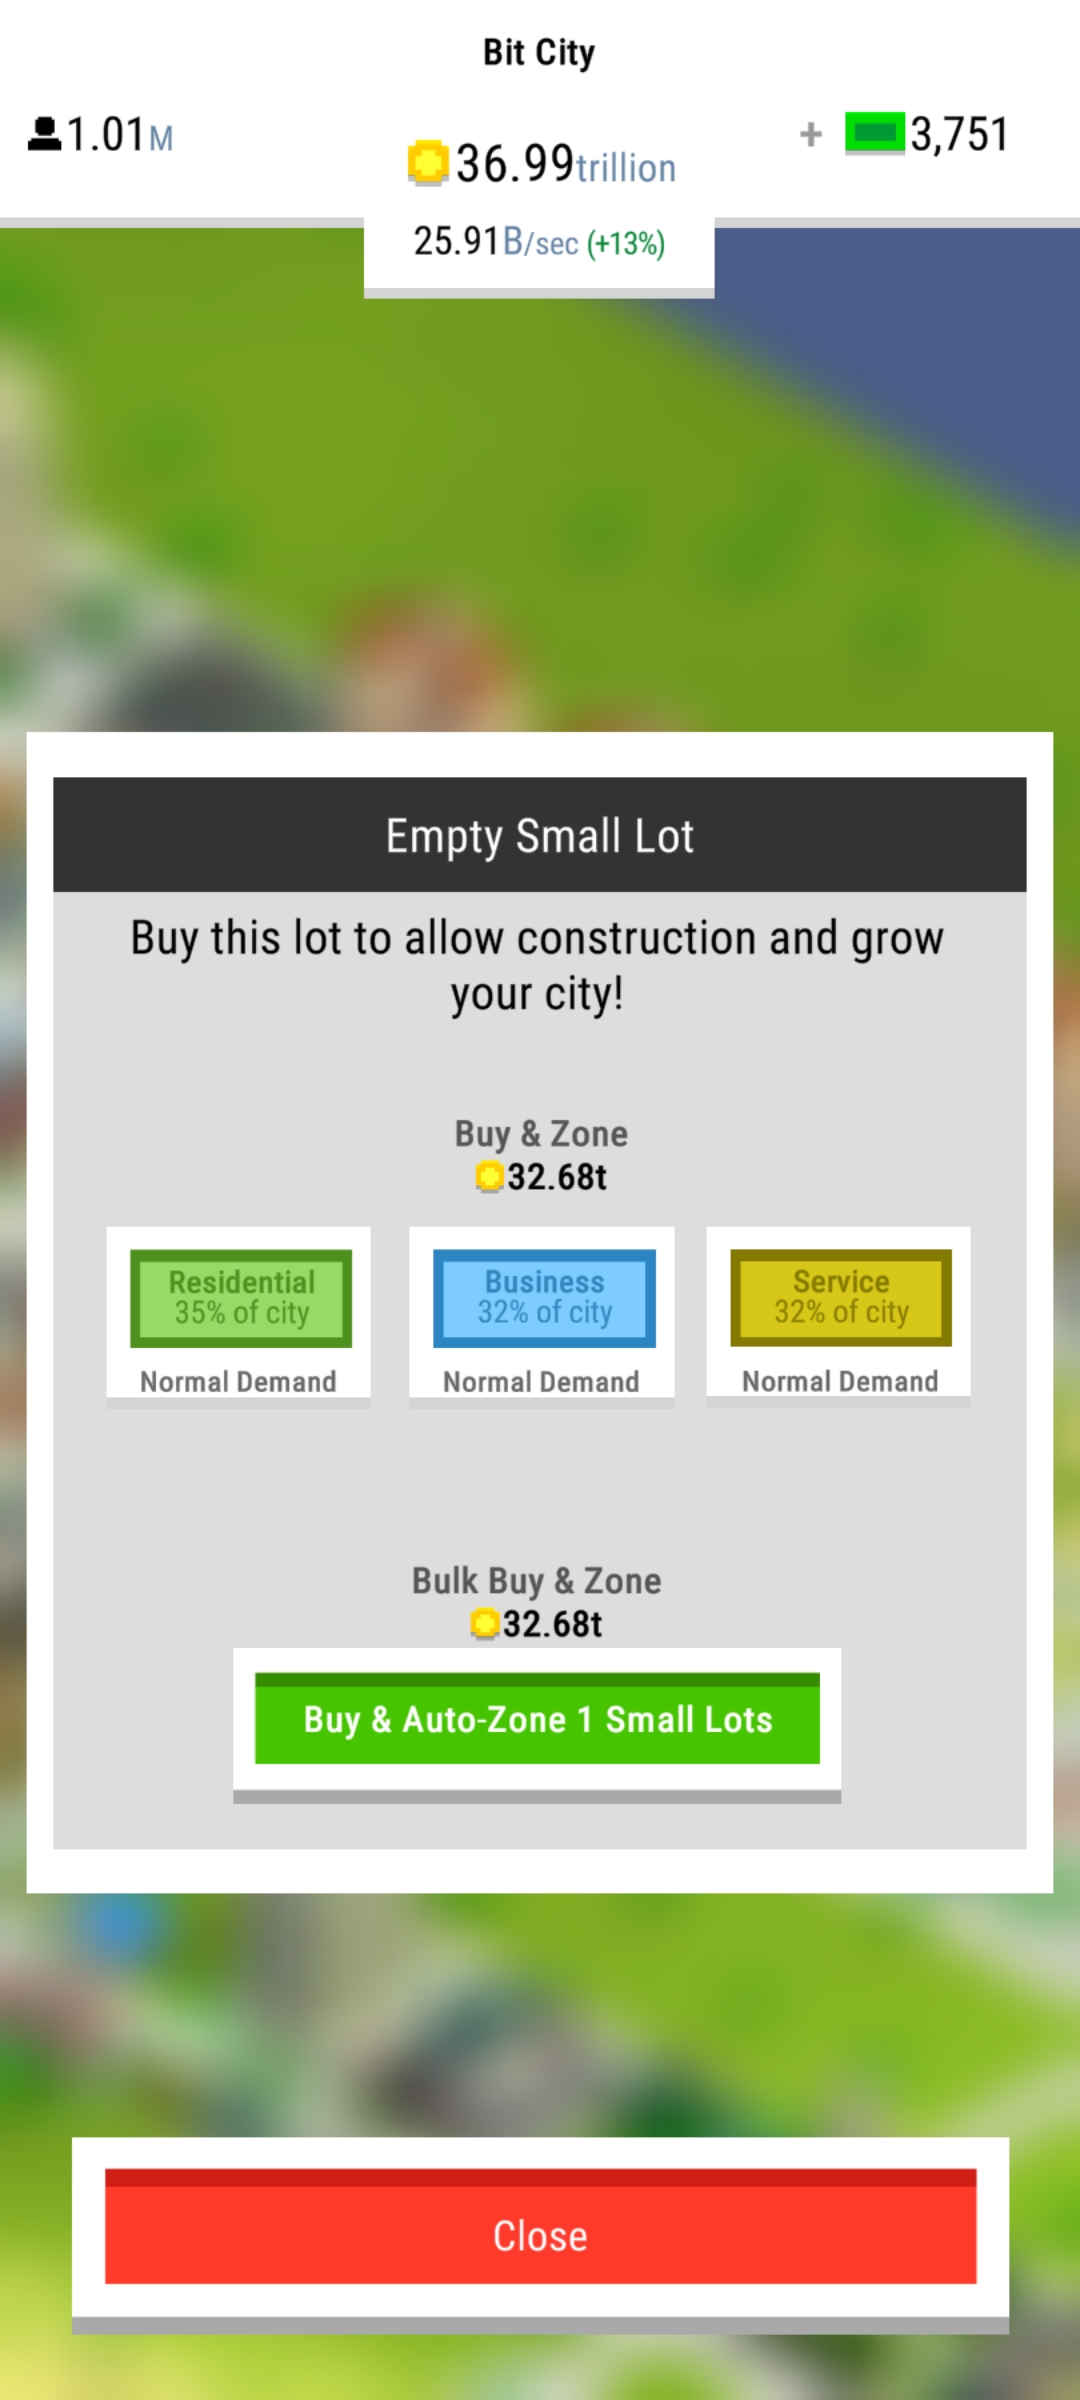 Bit City
1.01M
+ 3,751
36.99trillion
25.91B/sec (+13%)
Empty Small Lot
Buy this lot to allow construction and grow
your city!
Buy & Zone
32.68t
Residential
35% of city
Normal Demand
Business
32% of city
Normal Demand
Service
32% of city
Normal Demand
Bulk Buy & Zone
32.68t
Buy & Auto-Zone 1 Small Lots
Close